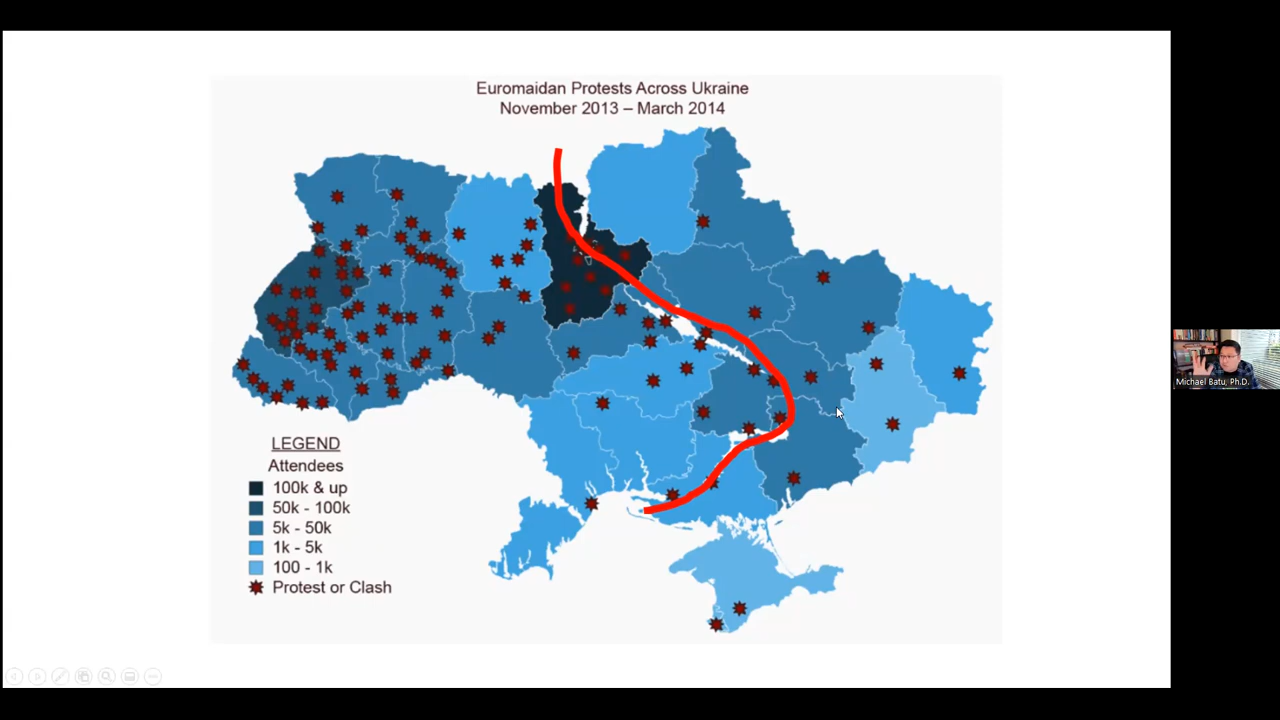 Euromaidan Protests Across Ukraine
November 2013 – March 2014
LEGEND
Attendees
100k & up
50k - 100k
5k - 50k
1k - 5k
100 - 1k
Protest or Clash
Michael Batu, Ph.D.